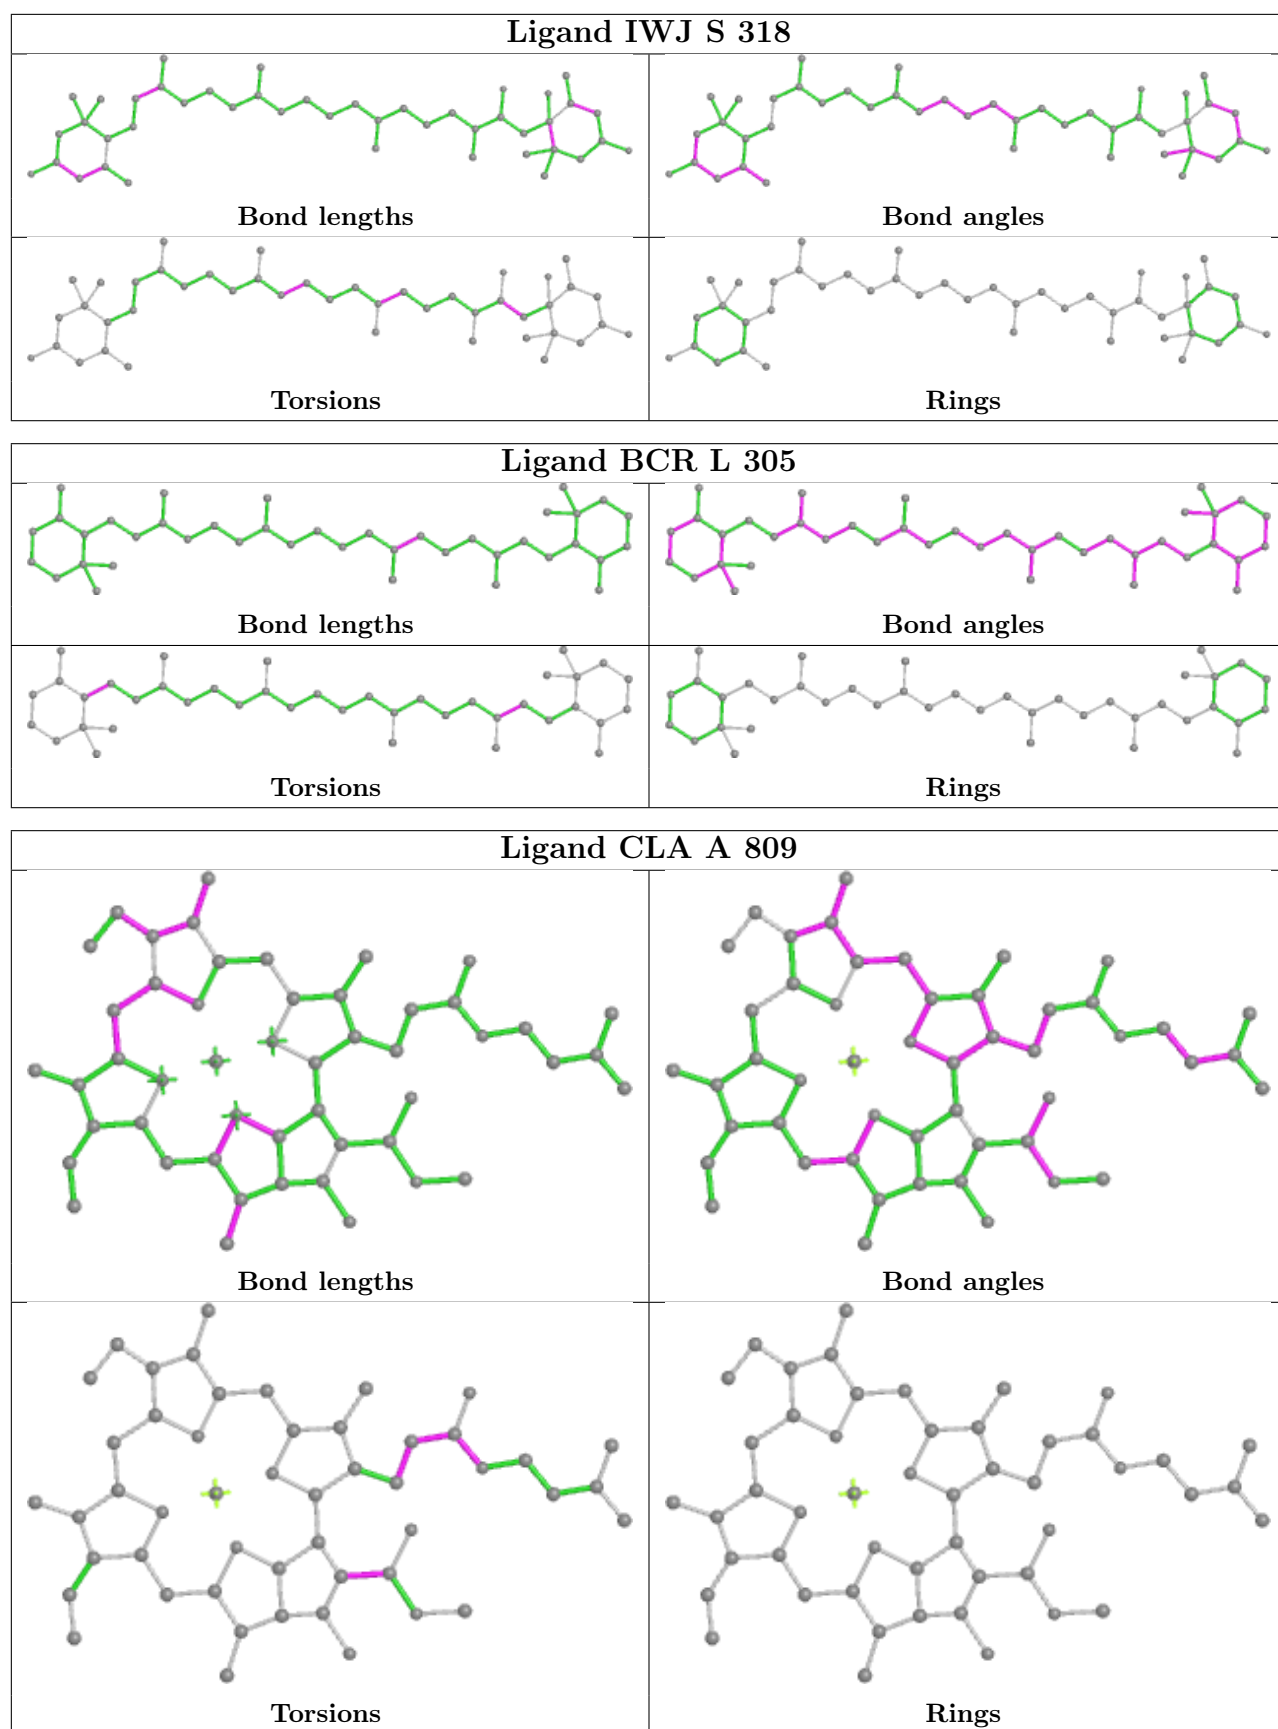 Ligand IWJ S 318
Bond lengths
Bond angles
Torsions
Rings
Ligand BCR L 305
Bond lengths
Bond angles
Torsions
Rings
Ligand CLA A 809
Bond lengths
Bond angles
Torsions
Rings